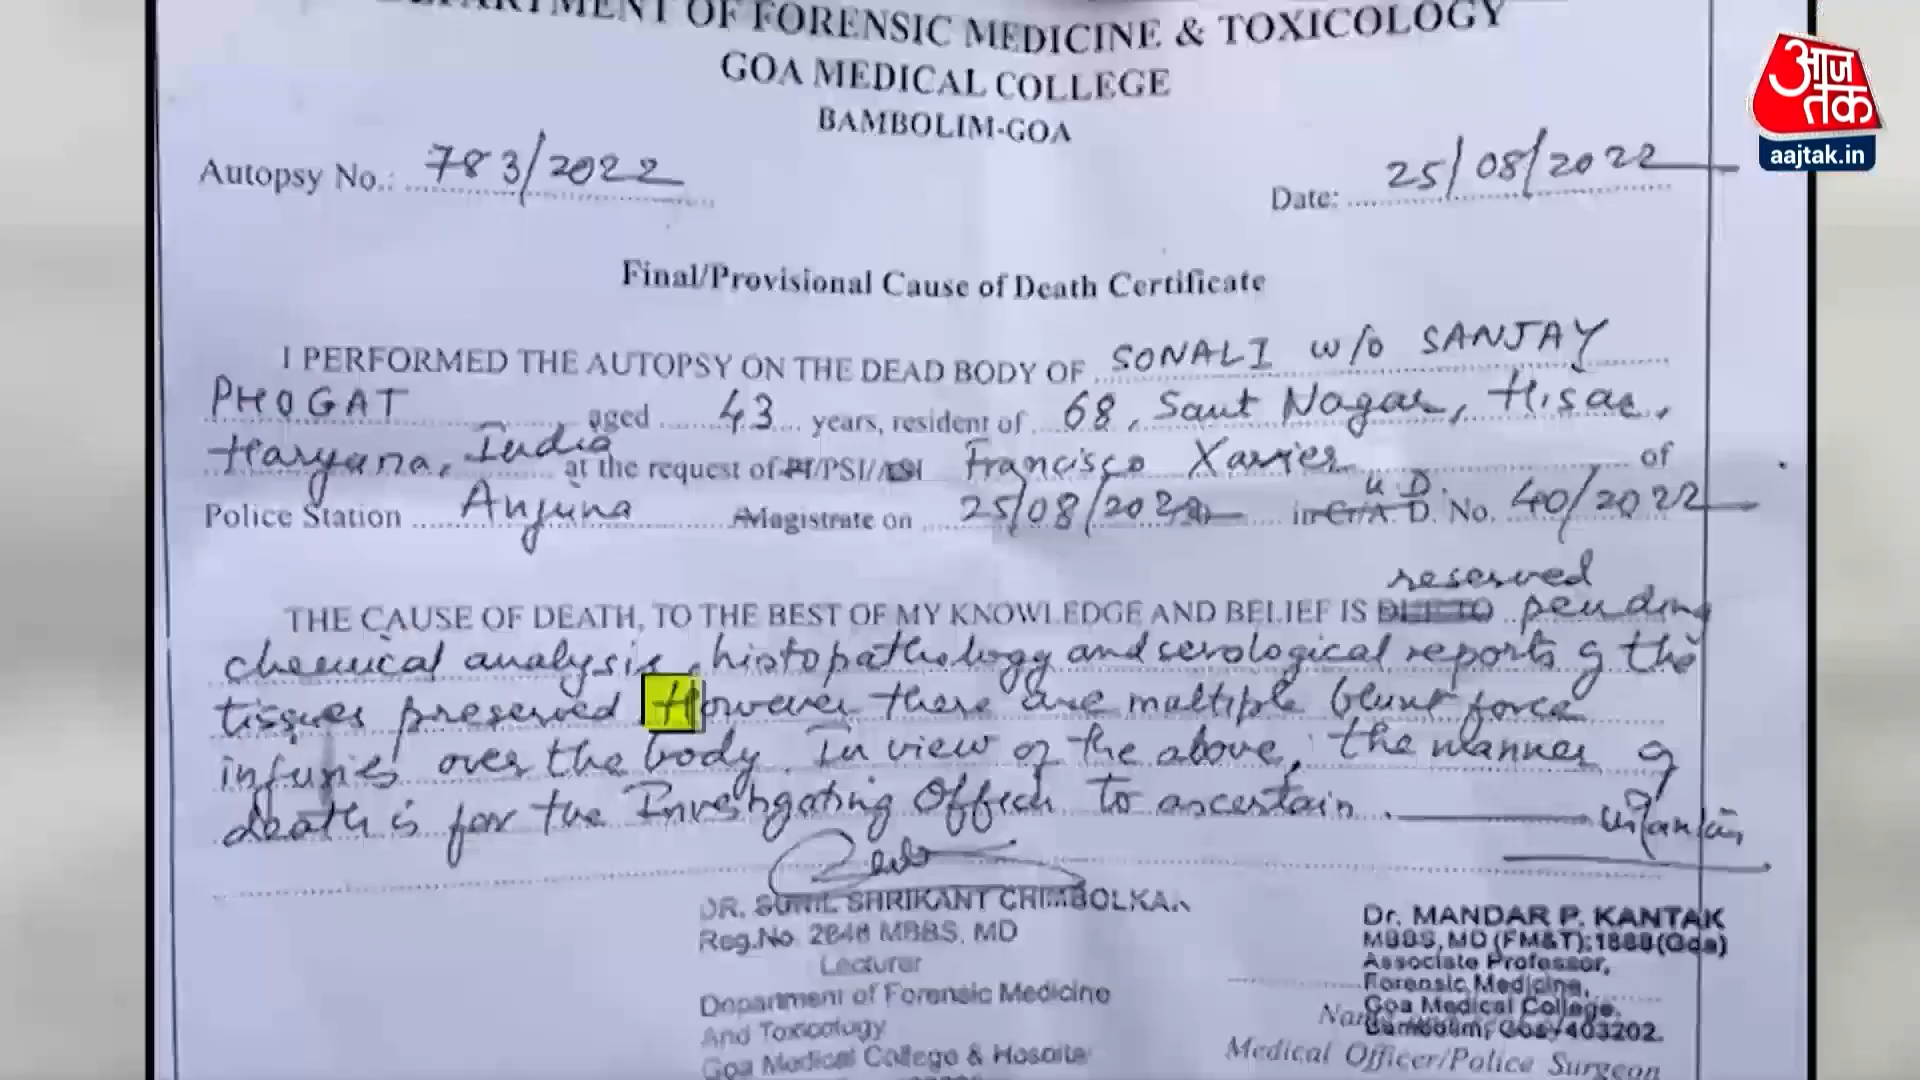 DEPARTMENT OF FORENSIC MEDICINE & TOXICOLOGY
GOA MEDICAL COLLEGE
BAMBOLIM-GOA
आज तक
aajtak.in
Autopsy No.: 783/2022
Date: 25/08/2022
Final/Provisional Cause of Death Certificate
I PERFORMED THE AUTOPSY ON THE DEAD BODY OF SONALI W/O SANJAY
PHOGAT aged 43 years, resident of 68, Sant Nagar, Hisar,
Haryana, India at the request of PI/PSI/ASI Francisco Xavier of
Police Station Anjuna Magistrate on 25/08/2022 in U.D. No. 40/2022
reserved
THE CAUSE OF DEATH, TO THE BEST OF MY KNOWLEDGE AND BELIEF IS DUE TO pending
chemical analysis, histopathology and serological reports of the
tissues preserved However there are multiple blunt force
injuries over the body. In view of the above, the manner of
death is for the Investigating Officer to ascertain.
DR. SUNIL SHRIKANT CHIMBOLKAR
Reg.No. 2646 MBBS, MD
Lecturer
Department of Forensic Medicine
And Toxicology
Goa Medical College & Hospital
Dr. MANDAR P. KANTAK
MBBS, MD (FM&T):1888(Goa)
Associate Professor,
Forensic Medicine,
Goa Medical College,
Bambolim, Goa-403202.
Medical Officer/Police Surgeon